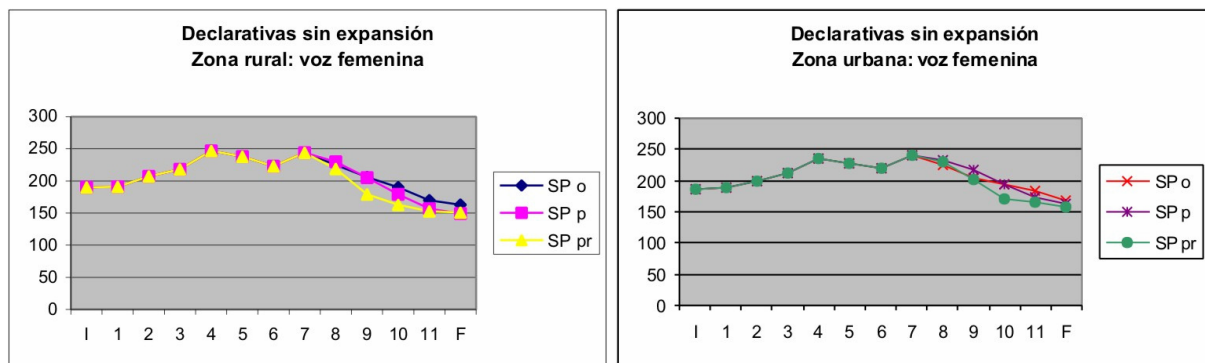 Declarativas sin expansión
Zona rural: voz femenina
300
250
200
150
100
50
0
I 1 2 3 4 5 6 7 8 9 10 11 F
SP o
SP p
SP pr
Declarativas sin expansión
Zona urbana: voz femenina
300
250
200
150
100
50
0
I 1 2 3 4 5 6 7 8 9 10 11 F
SP o
SP p
SP pr